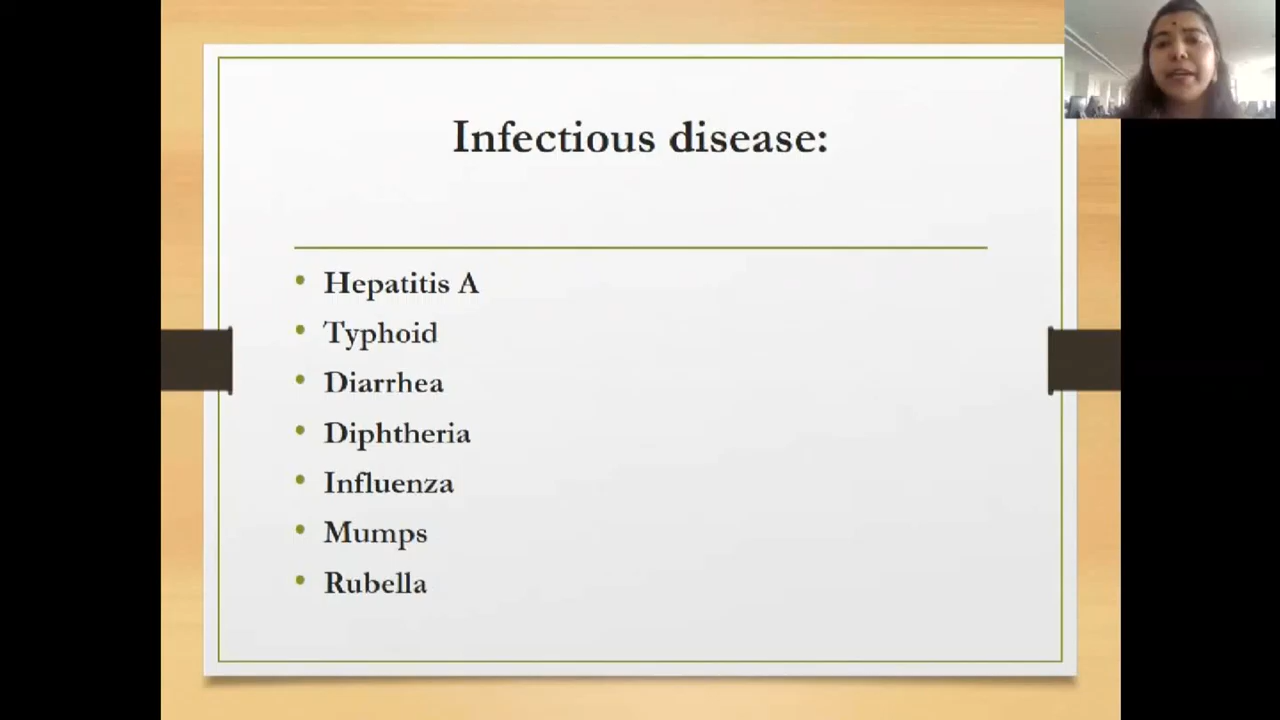 Infectious disease:
• Hepatitis A
• Typhoid
• Diarrhea
• Diphtheria
• Influenza
• Mumps
• Rubella